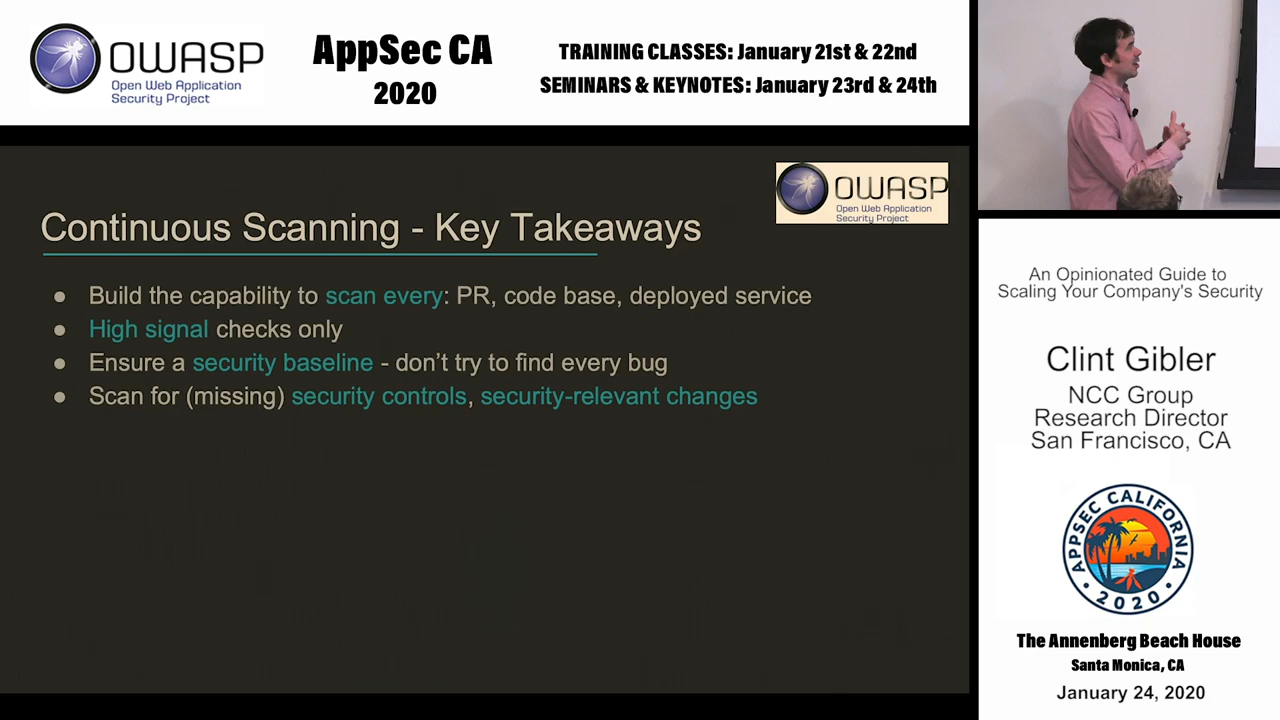 OWASP
Open Web Application
Security Project
AppSec CA
2020
TRAINING CLASSES: January 21st & 22nd
SEMINARS & KEYNOTES: January 23rd & 24th
OWASP
Open Web Application
Security Project
Continuous Scanning - Key Takeaways
● Build the capability to scan every: PR, code base, deployed service
● High signal checks only
● Ensure a security baseline - don’t try to find every bug
● Scan for (missing) security controls, security-relevant changes
An Opinionated Guide to
Scaling Your Company's Security
Clint Gibler
NCC Group
Research Director
San Francisco, CA
APPSEC CALIFORNIA
• 2020 •
The Annenberg Beach House
Santa Monica, CA
January 24, 2020